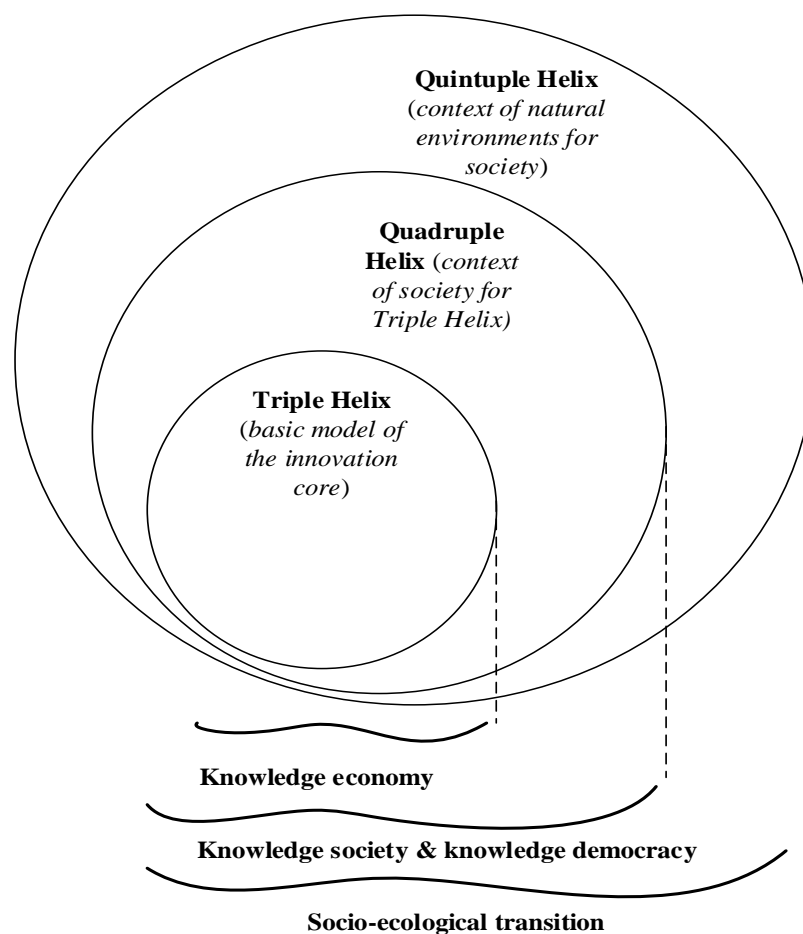 Quintuple Helix
(context of natural
environments for
society)
Quadruple
Helix (context
of society for
Triple Helix)
Triple Helix
(basic model of
the innovation
core)
Knowledge economy
Knowledge society & knowledge democracy
Socio-ecological transition